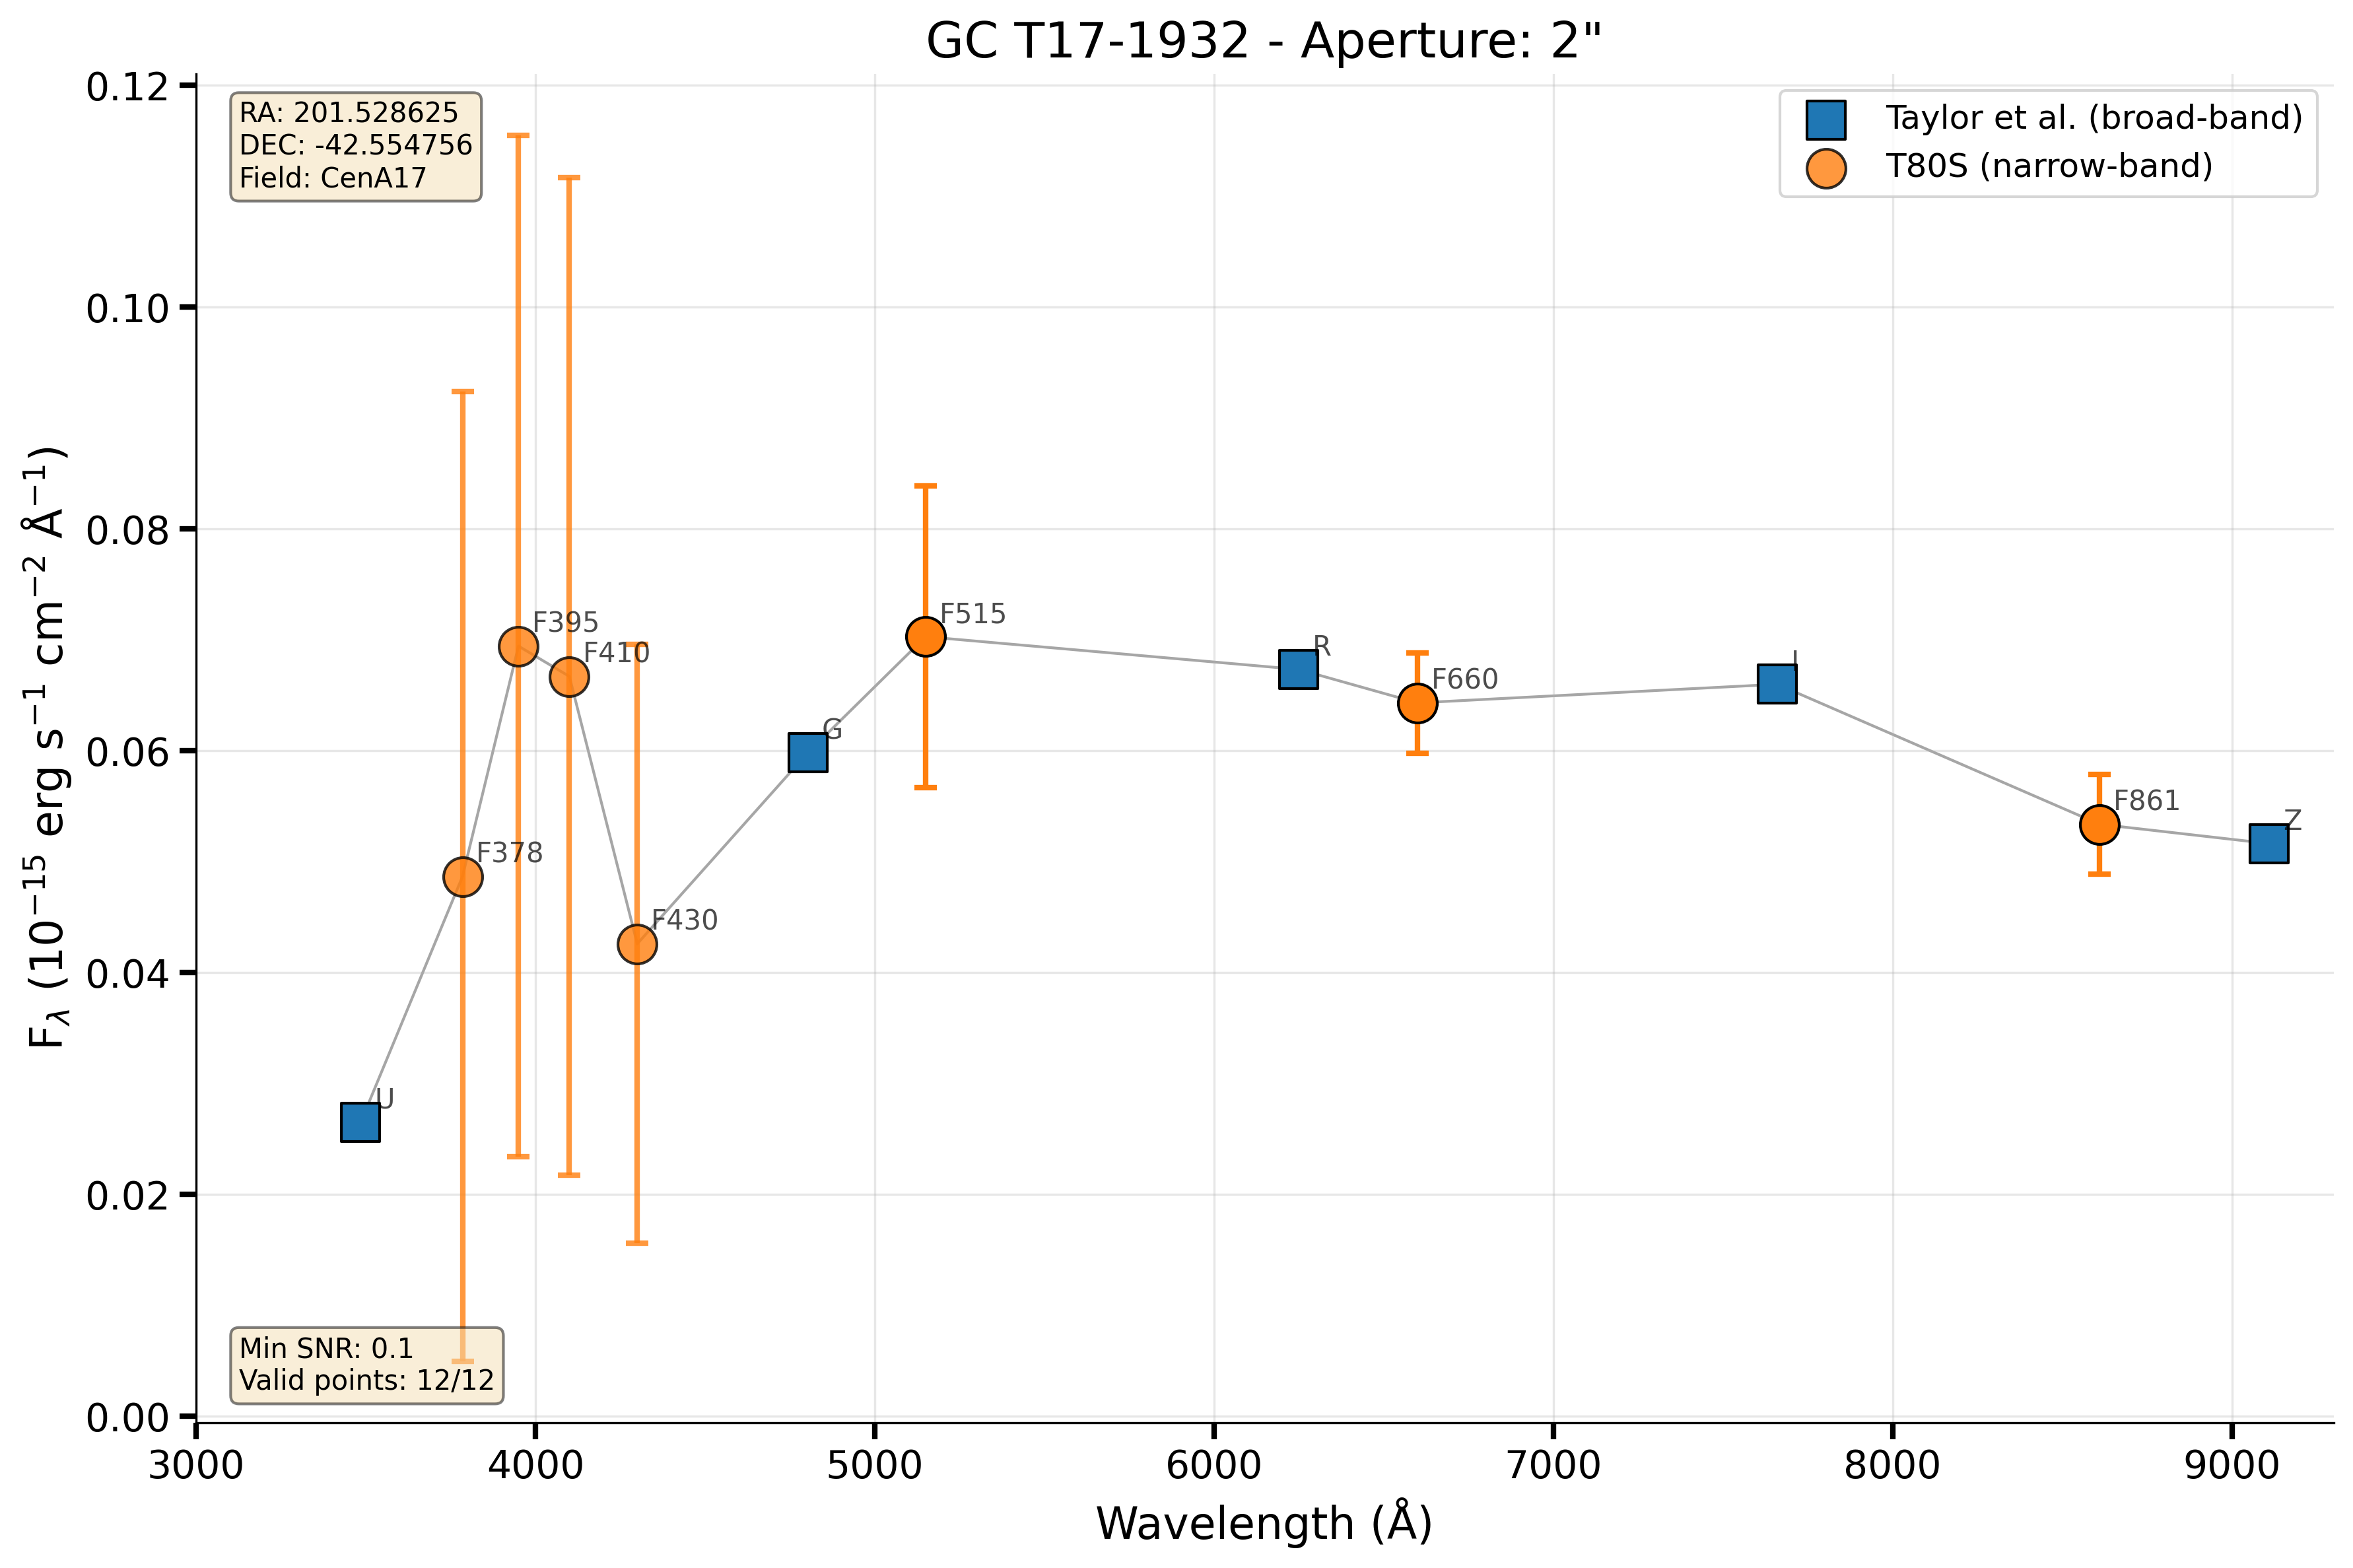 GC T17-1932 - Aperture: 2"
RA: 201.528625
DEC: -42.554756
Field: CenA17
Taylor et al. (broad-band)
T80S (narrow-band)
0.12
0.10
0.08
0.06
0.04
0.02
0.00
F_λ (10⁻¹⁵ erg s⁻¹ cm⁻² Å⁻¹)
U
F378
F395
F410
F430
G
F515
R
F660
I
F861
Z
Min SNR: 0.1
Valid points: 12/12
3000 4000 5000 6000 7000 8000 9000
Wavelength (Å)